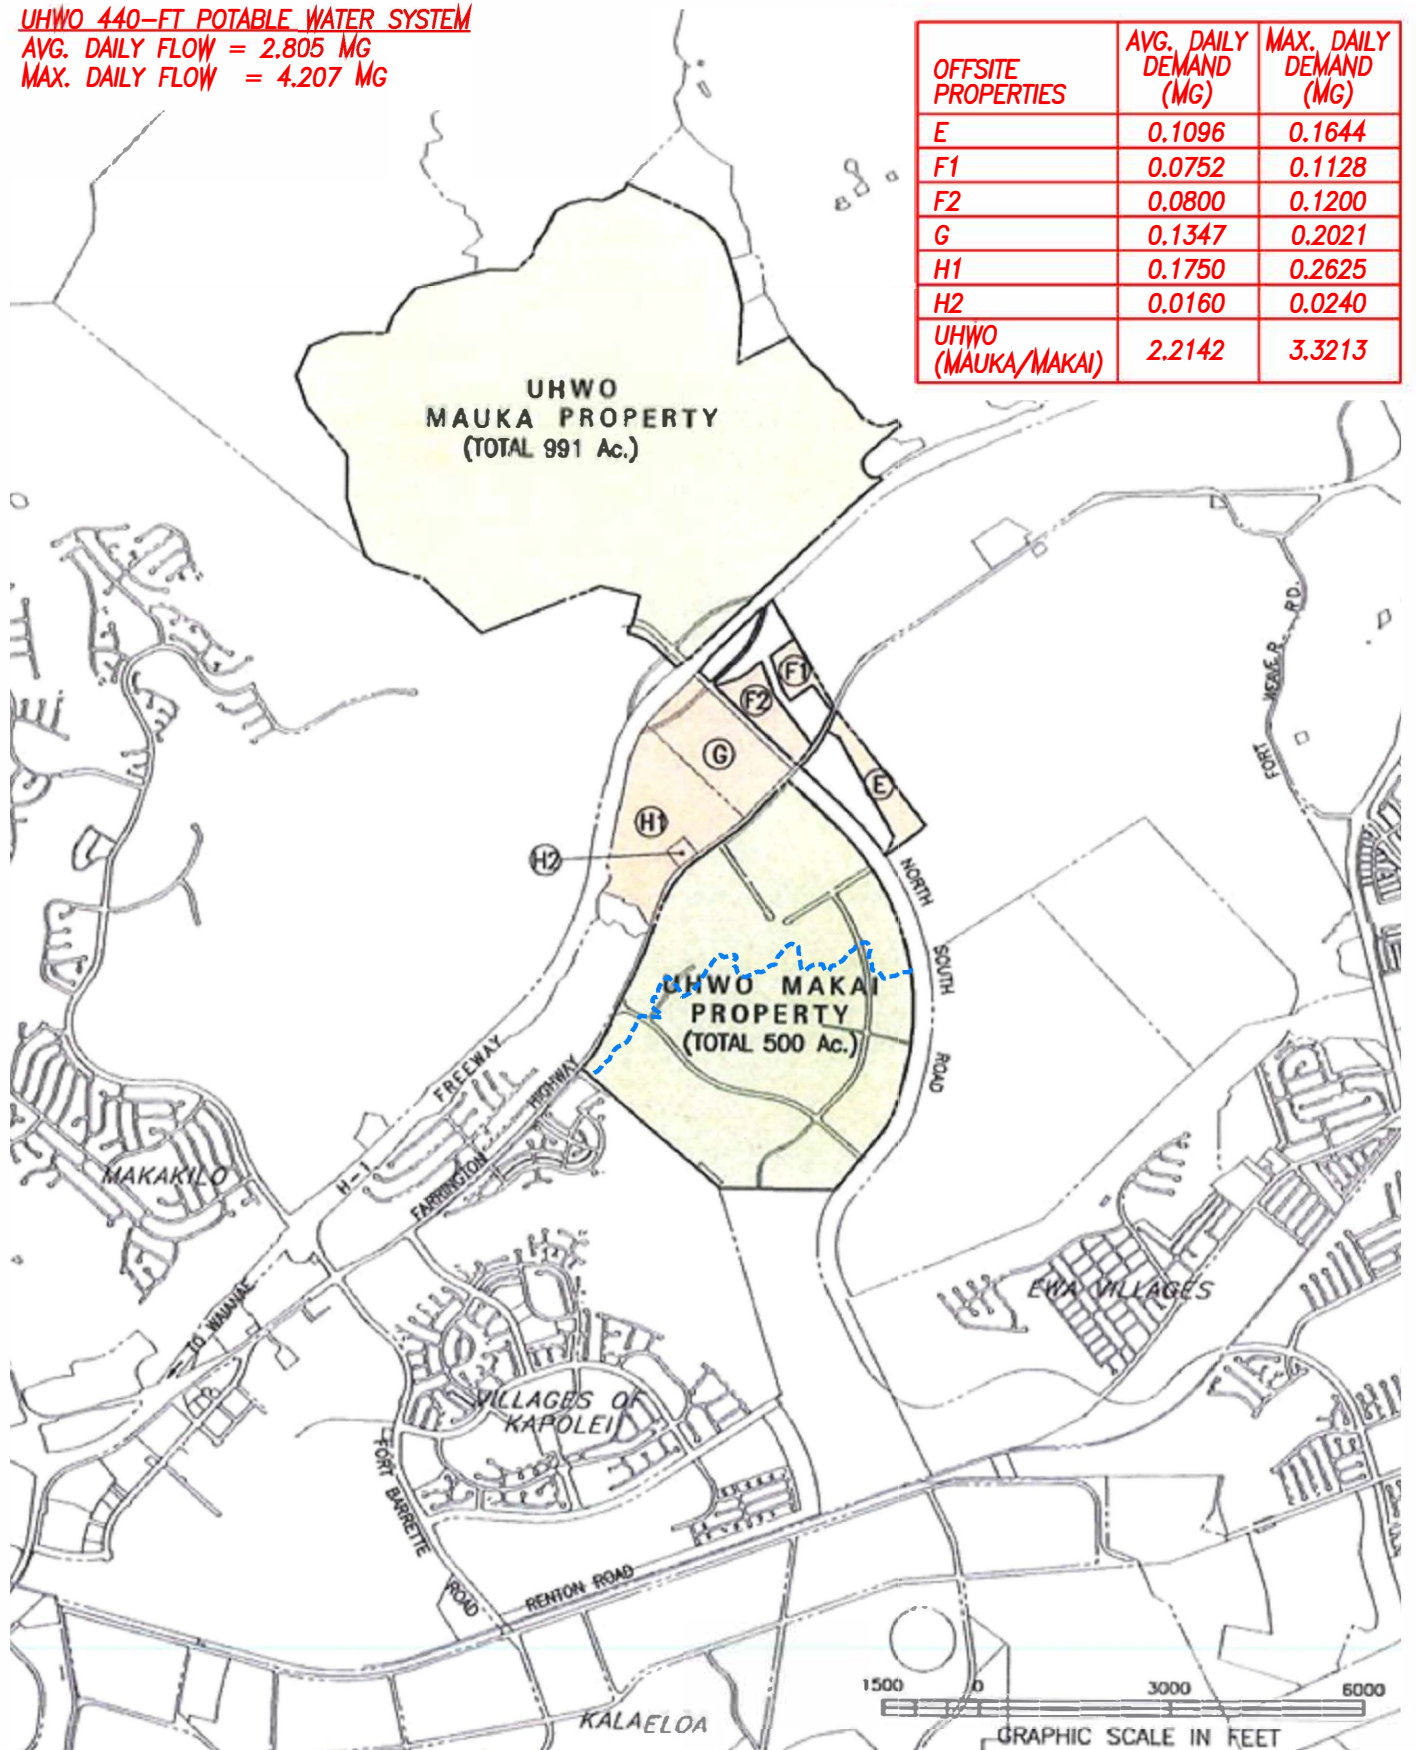 UHWO 440-FT POTABLE WATER SYSTEM
AVG. DAILY FLOW = 2.805 MG
MAX. DAILY FLOW = 4.207 MG
OFFSITE PROPERTIES AVG. DAILY DEMAND (MG) MAX. DAILY DEMAND (MG)
E 0.1096 0.1644
F1 0.0752 0.1128
F2 0.0800 0.1200
G 0.1347 0.2021
H1 0.1750 0.2625
H2 0.0160 0.0240
UHWO (MAUKA/MAKAI) 2.2142 3.3213
UHWO
MAUKA PROPERTY
(TOTAL 991 Ac.)
FORT WEAVER RD.
F1
F2
G
E
H1
H2
NORTH SOUTH ROAD
UHWO MAKAI
PROPERTY
(TOTAL 500 Ac.)
H-1 FREEWAY
FARRINGTON HIGHWAY
MAKAKILO
← TO WAIANAE
EWA VILLAGES
VILLAGES OF
KAPOLEI
FORT BARRETTE ROAD
RENTON ROAD
KALAELOA
1500 0 3000 6000
GRAPHIC SCALE IN FEET